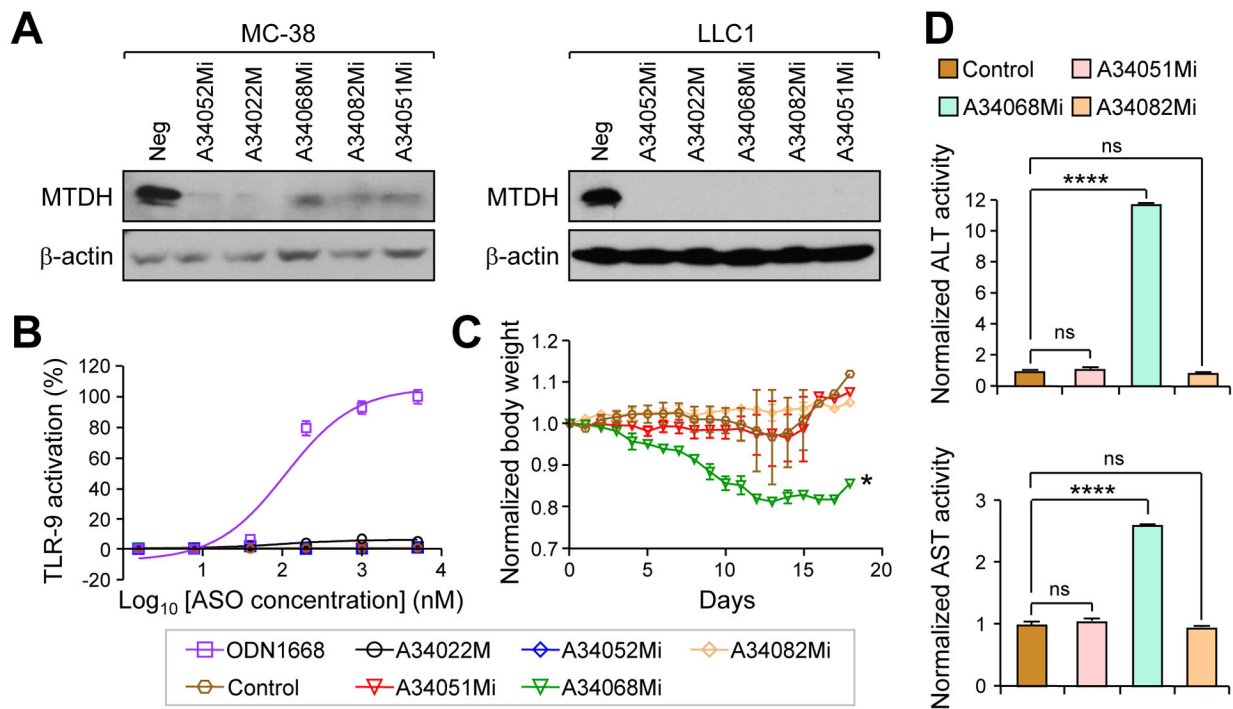 A
MC-38
Neg
A34052Mi
A34022M
A34068Mi
A34082Mi
A34051Mi
MTDH
β-actin
LLC1
Neg
A34052Mi
A34022M
A34068Mi
A34082Mi
A34051Mi
MTDH
β-actin
B
TLR-9 activation (%)
120
100
80
60
40
20
0
-20
1
2
3
4
Log10 [ASO concentration] (nM)
C
Normalized body weight
1.2
1.1
1.0
0.9
0.8
0.7
0
5
10
15
20
Days
*
ODN1668
A34022M
A34052Mi
A34082Mi
Control
A34051Mi
A34068Mi
D
Control
A34051Mi
A34068Mi
A34082Mi
Normalized ALT activity
12
10
8
6
4
2
0
ns
****
ns
Normalized AST activity
3
2
1
0
ns
****
ns